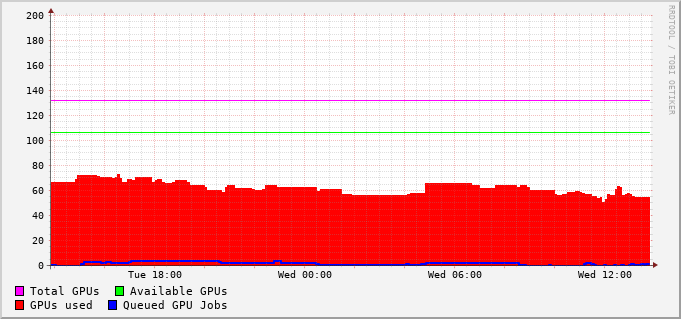 200
180
160
140
120
100
80
60
40
20
0
Tue 18:00 Wed 00:00 Wed 06:00 Wed 12:00
Total GPUs Available GPUs
GPUs used Queued GPU Jobs
RRDTOOL / TOBI OETIKER